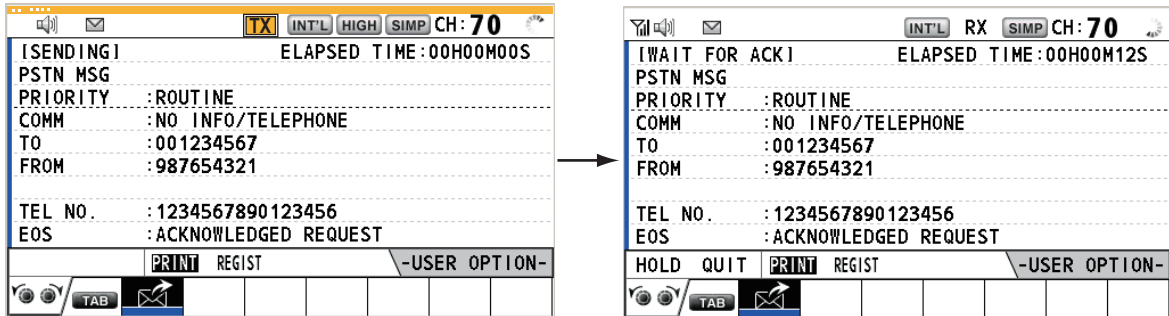 TX INT'L HIGH SIMP CH:70
[SENDING] ELAPSED TIME:00H00M00S
PSTN MSG
PRIORITY :ROUTINE
COMM :NO INFO/TELEPHONE
TO :001234567
FROM :987654321
TEL NO. :1234567890123456
EOS :ACKNOWLEDGED REQUEST
PRINT REGIST -USER OPTION-
TAB
INT'L RX SIMP CH:70
[WAIT FOR ACK] ELAPSED TIME:00H00M12S
PSTN MSG
PRIORITY :ROUTINE
COMM :NO INFO/TELEPHONE
TO :001234567
FROM :987654321
TEL NO. :1234567890123456
EOS :ACKNOWLEDGED REQUEST
HOLD QUIT PRINT REGIST -USER OPTION-
TAB